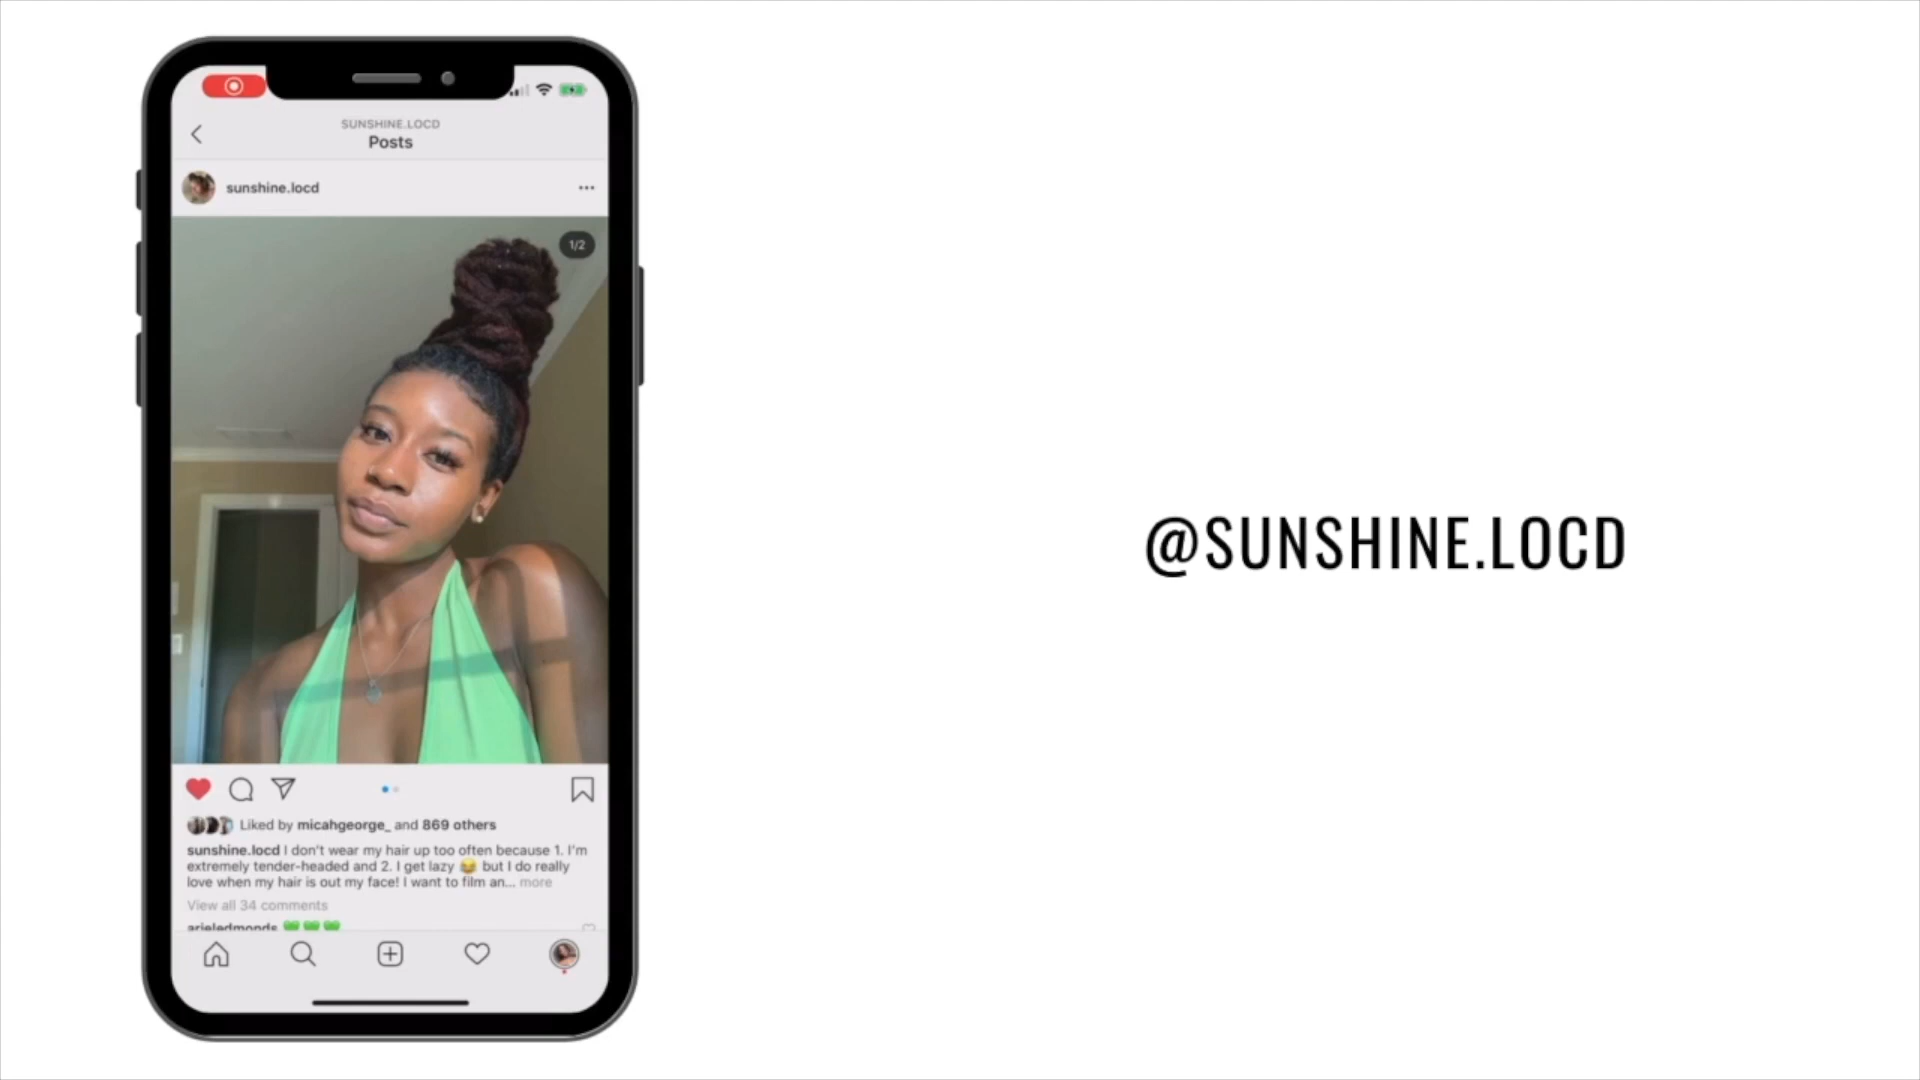 SUNSHINE.LOCD
Posts
sunshine.locd
1/2
Liked by micahgeorge_ and 869 others
sunshine.locd I don't wear my hair up too often because 1. I'm
extremely tender-headed and 2. I get lazy 😂 but I do really
love when my hair is out my face! I want to film an... more
View all 34 comments
arieledmonds 💚💚💚
@SUNSHINE.LOCD